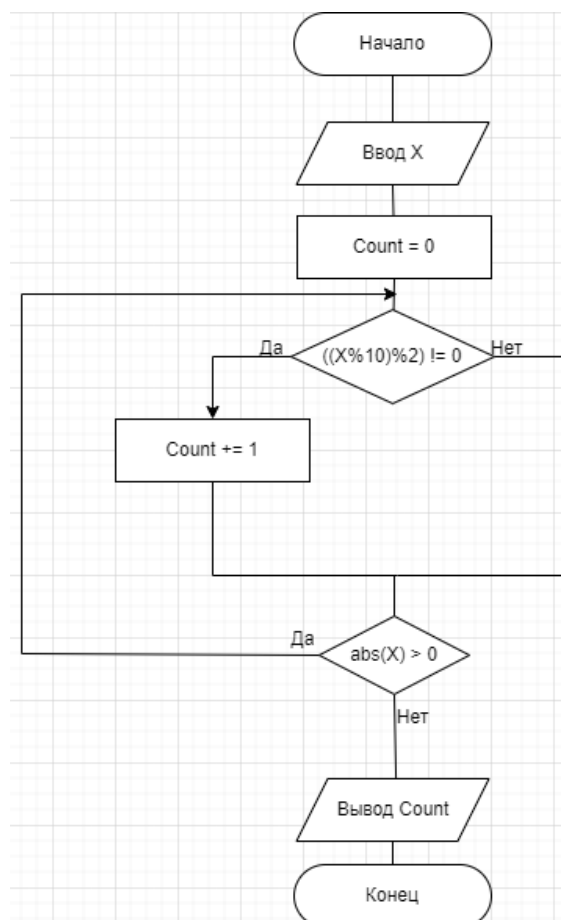 Начало
Ввод X
Count = 0
Да
((X%10)%2) != 0
Нет
Count += 1
Да
abs(X) > 0
Нет
Вывод Count
Конец